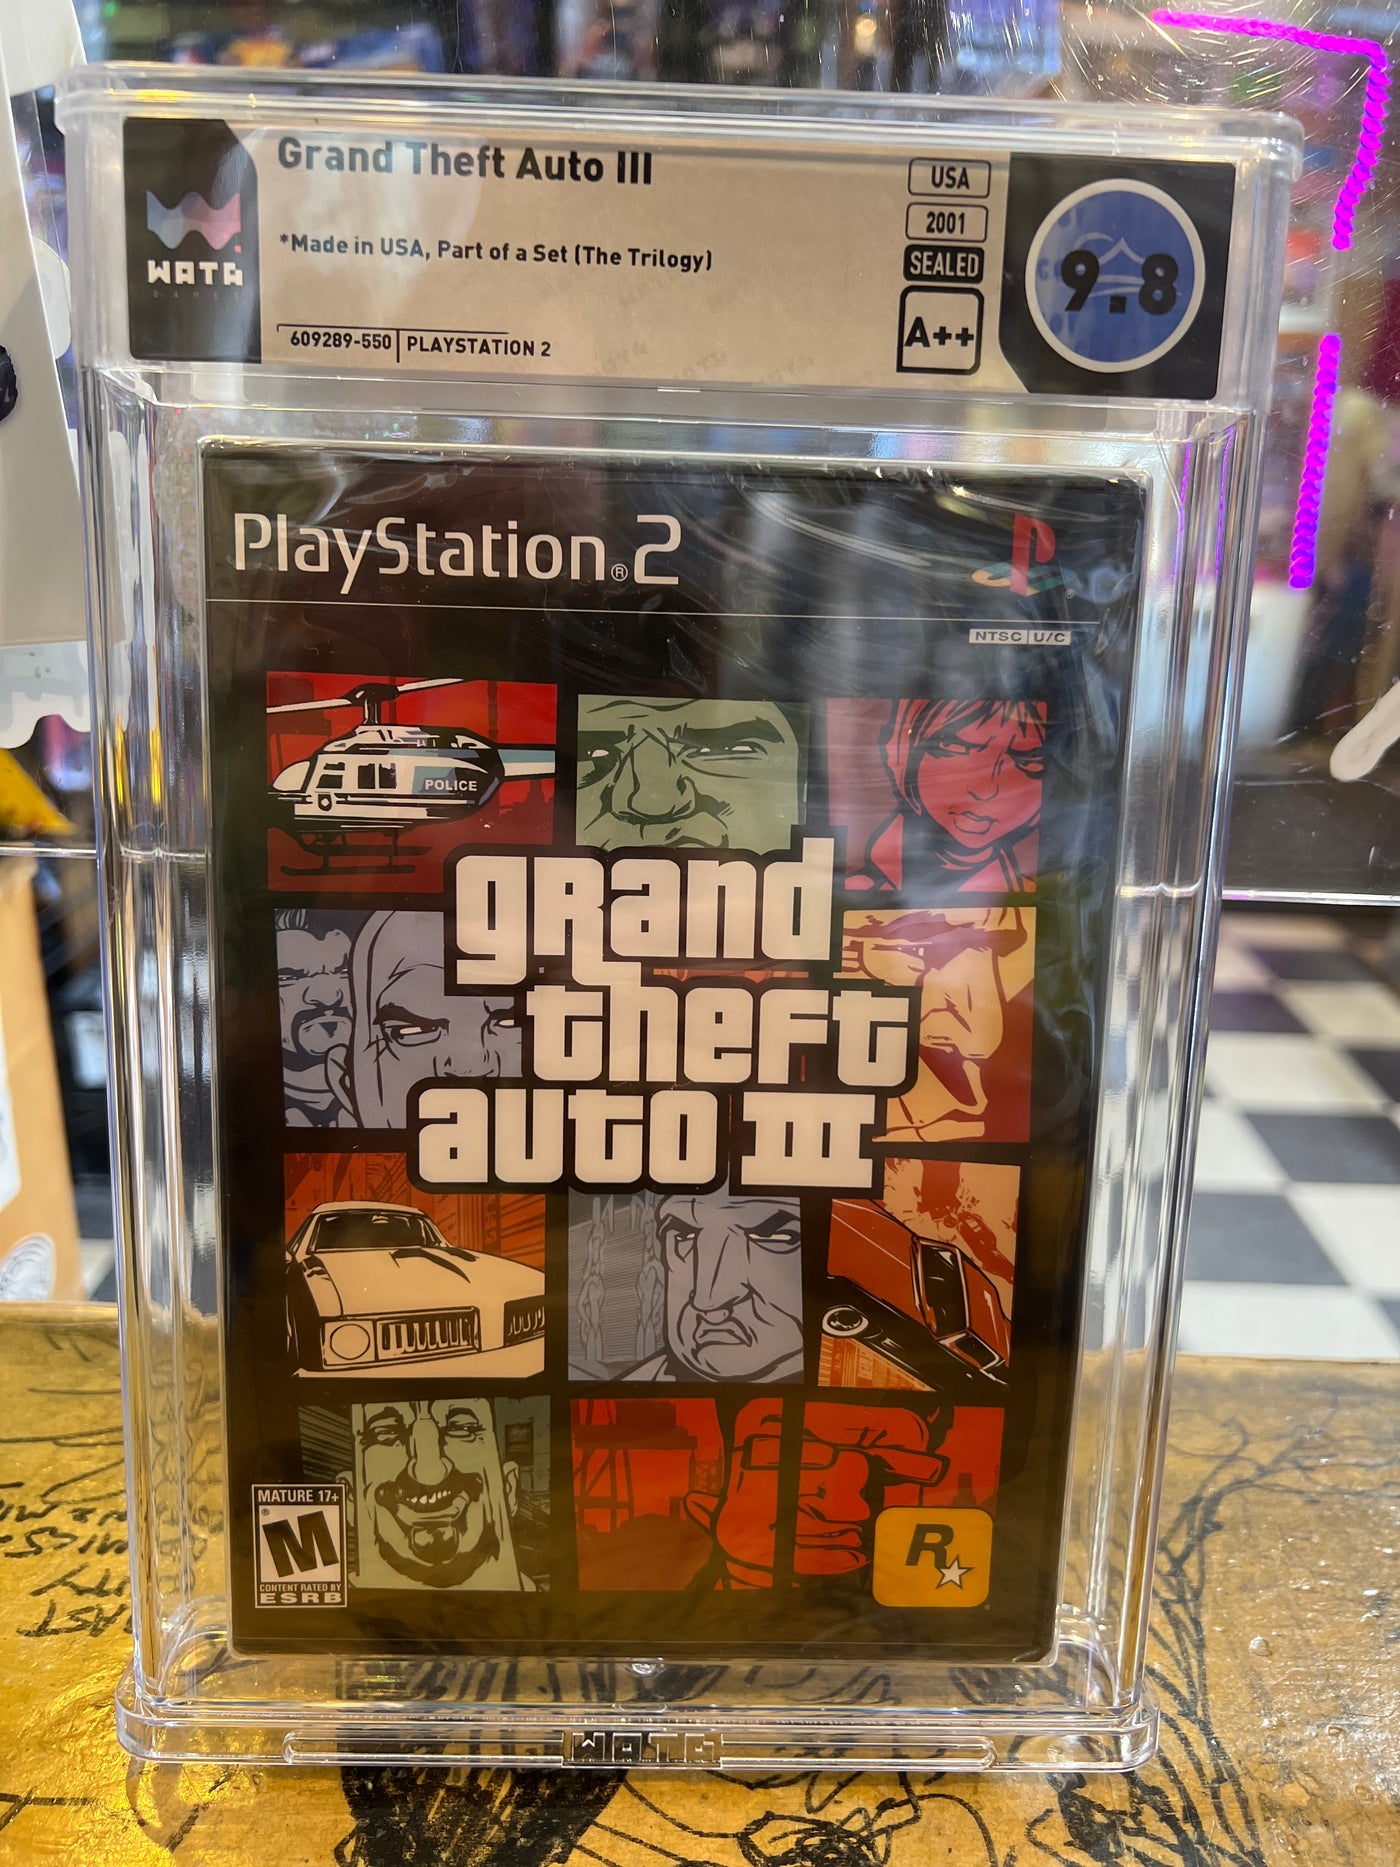 Grand Theft Auto III
*Made in USA, Part of a Set (The Trilogy)
609289-550 PLAYSTATION 2
WATA
GAMES
USA
2001
SEALED
A++
9.8
PlayStation®2
NTSC U/C
POLICE
grand
theft
auto III
MATURE 17+
M
CONTENT RATED BY
ESRB
R
WATA